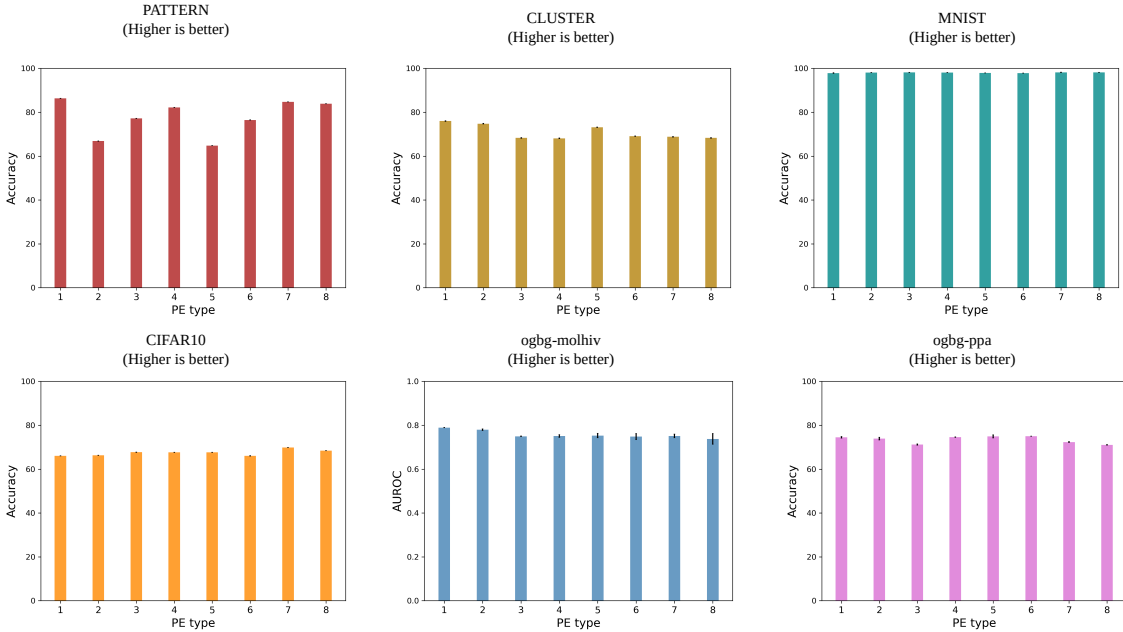 PATTERN
(Higher is better)
100
80
60
40
20
0
Accuracy
1 2 3 4 5 6 7 8
PE type
CLUSTER
(Higher is better)
100
80
60
40
20
0
Accuracy
1 2 3 4 5 6 7 8
PE type
MNIST
(Higher is better)
100
80
60
40
20
0
Accuracy
1 2 3 4 5 6 7 8
PE type
CIFAR10
(Higher is better)
100
80
60
40
20
0
Accuracy
1 2 3 4 5 6 7 8
PE type
ogbg-molhiv
(Higher is better)
1.0
0.8
0.6
0.4
0.2
0.0
AUROC
1 2 3 4 5 6 7 8
PE type
ogbg-ppa
(Higher is better)
100
80
60
40
20
0
Accuracy
1 2 3 4 5 6 7 8
PE type